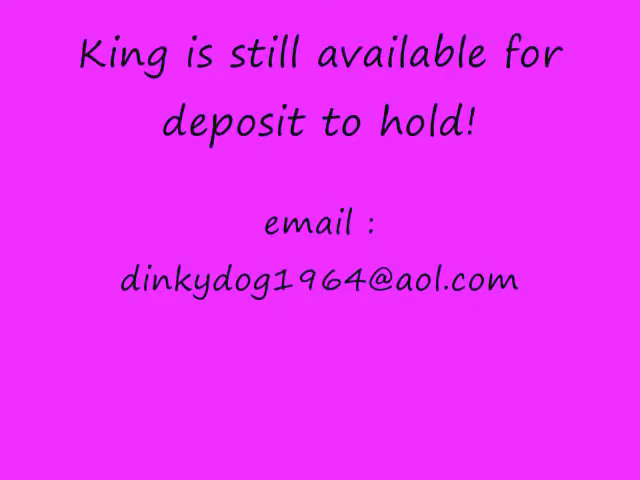 King is still available for
deposit to hold!
email :
dinkydog1964@aol.com